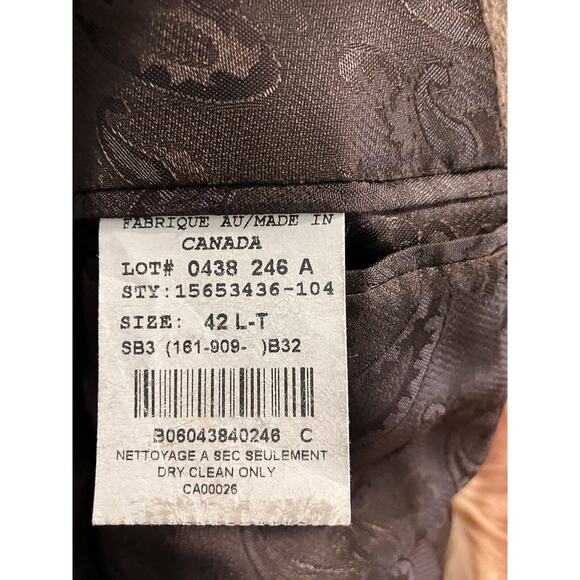 FABRIQUE AU/MADE IN
CANADA
LOT# 0438 246 A
STY:15653436-104
SIZE: 42 L-T
SB3 (161-909- )B32
B06043840246 C
NETTOYAGE A SEC SEULEMENT
DRY CLEAN ONLY
CA00026